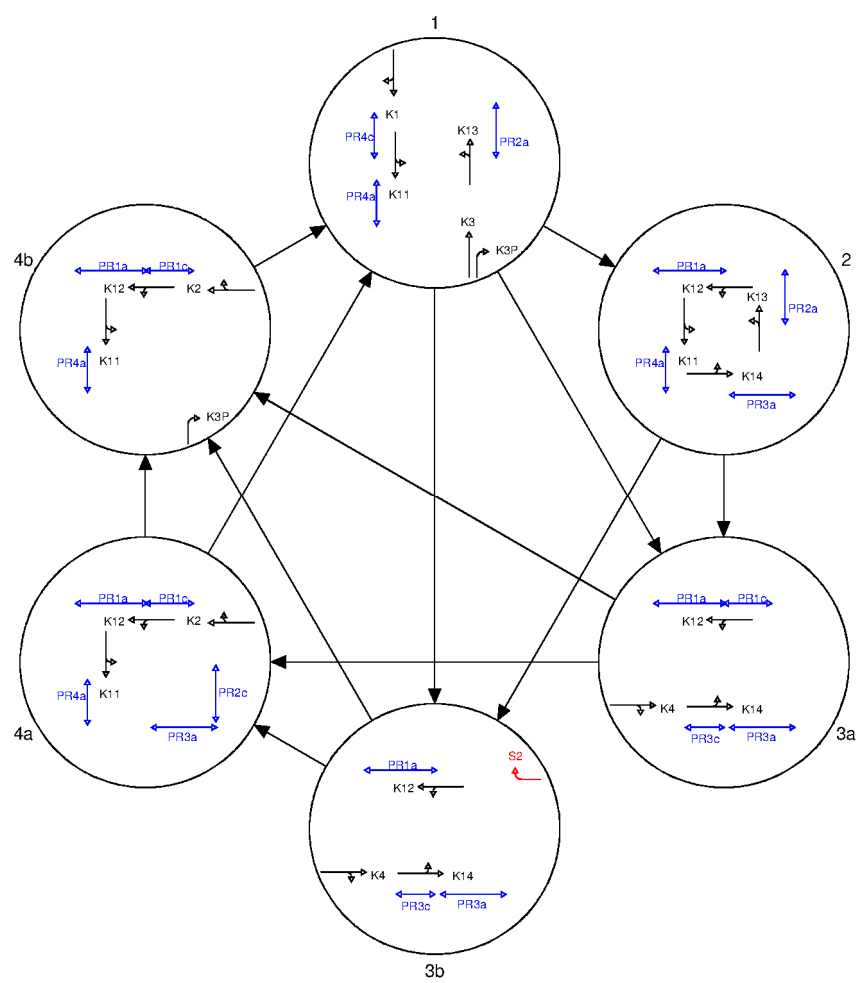 1
K1
K13
PR4c
PR2a
PR4a
K11
K3
K3P
4b
PR1a
PR1c
K12
K2
PR4a
K11
K3P
2
PR1a
K12
K13
PR2a
PR4a
K11
K14
PR3a
4a
PR1a
PR1c
K12
K2
PR4a
K11
PR2c
PR3a
3a
PR1a
PR1c
K12
K4
K14
PR3c
PR3a
3b
S2
PR1a
K12
K4
K14
PR3c
PR3a